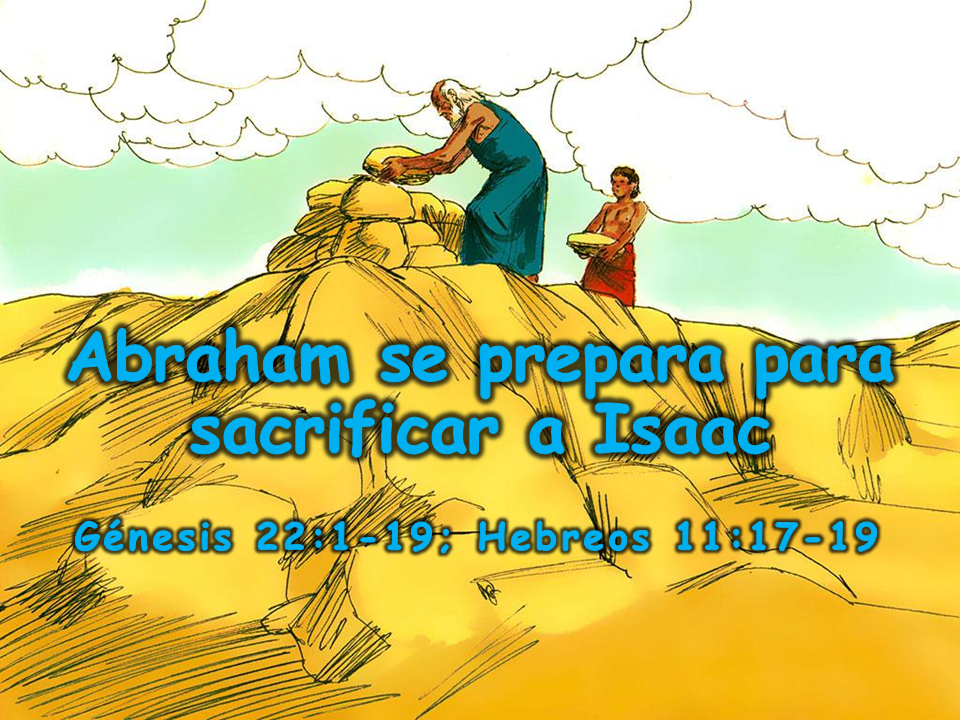 Abraham se prepara para
sacrificar a Isaac
Génesis 22:1-19; Hebreos 11:17-19